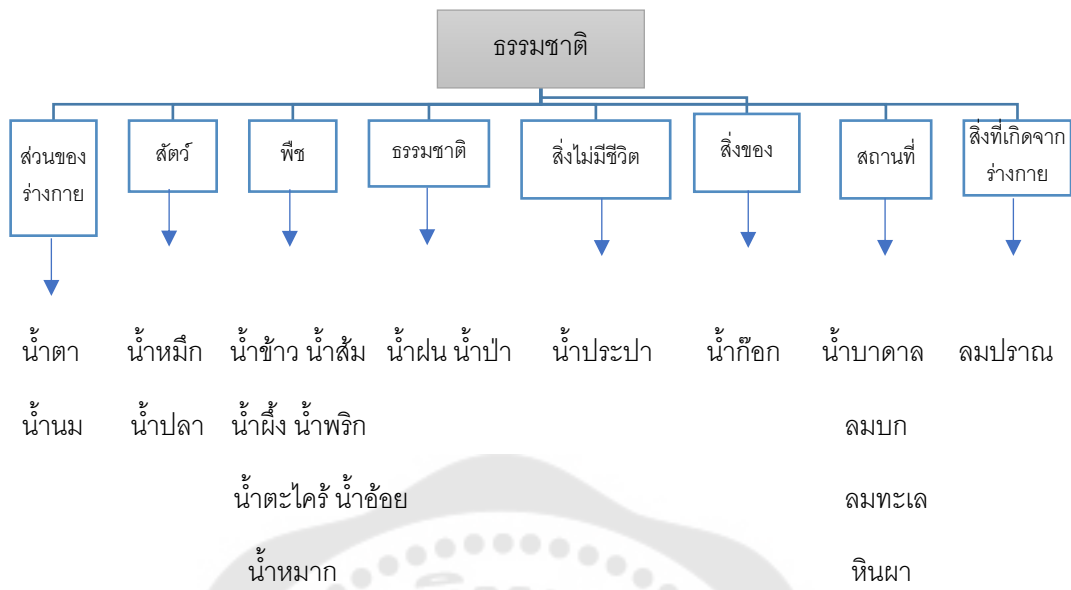 ธรรมชาติ
ส่วนของ
ร่างกาย
สัตว์
พืช
ธรรมชาติ
สิ่งไม่มีชีวิต
สิ่งของ
สถานที่
สิ่งที่เกิดจาก
ร่างกาย
น้ำตา น้ำหมึก น้ำข้าว น้ำส้ม น้ำฝน น้ำป่า น้ำประปา น้ำก๊อก น้ำบาดาล ลมปราณ
น้ำนม น้ำปลา น้ำผึ้ง น้ำพริก ลมบก
น้ำตะไคร้ น้ำอ้อย ลมทะเล
น้ำหมาก หินผา